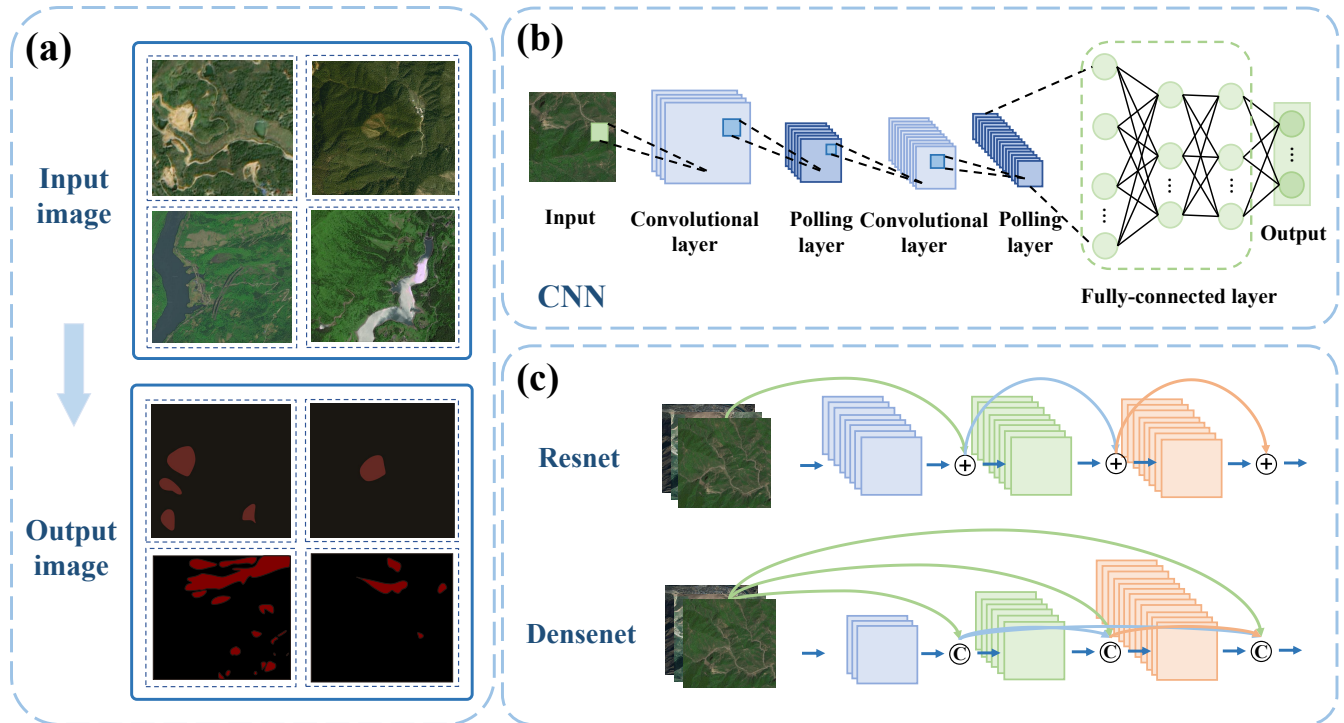 (a)
Input
image
Output
image
(b)
Input
Convolutional
layer
Polling
layer
Convolutional
layer
Polling
layer
Fully-connected layer
Output
CNN
(c)
Resnet
+
+
+
Densenet
C
C
C